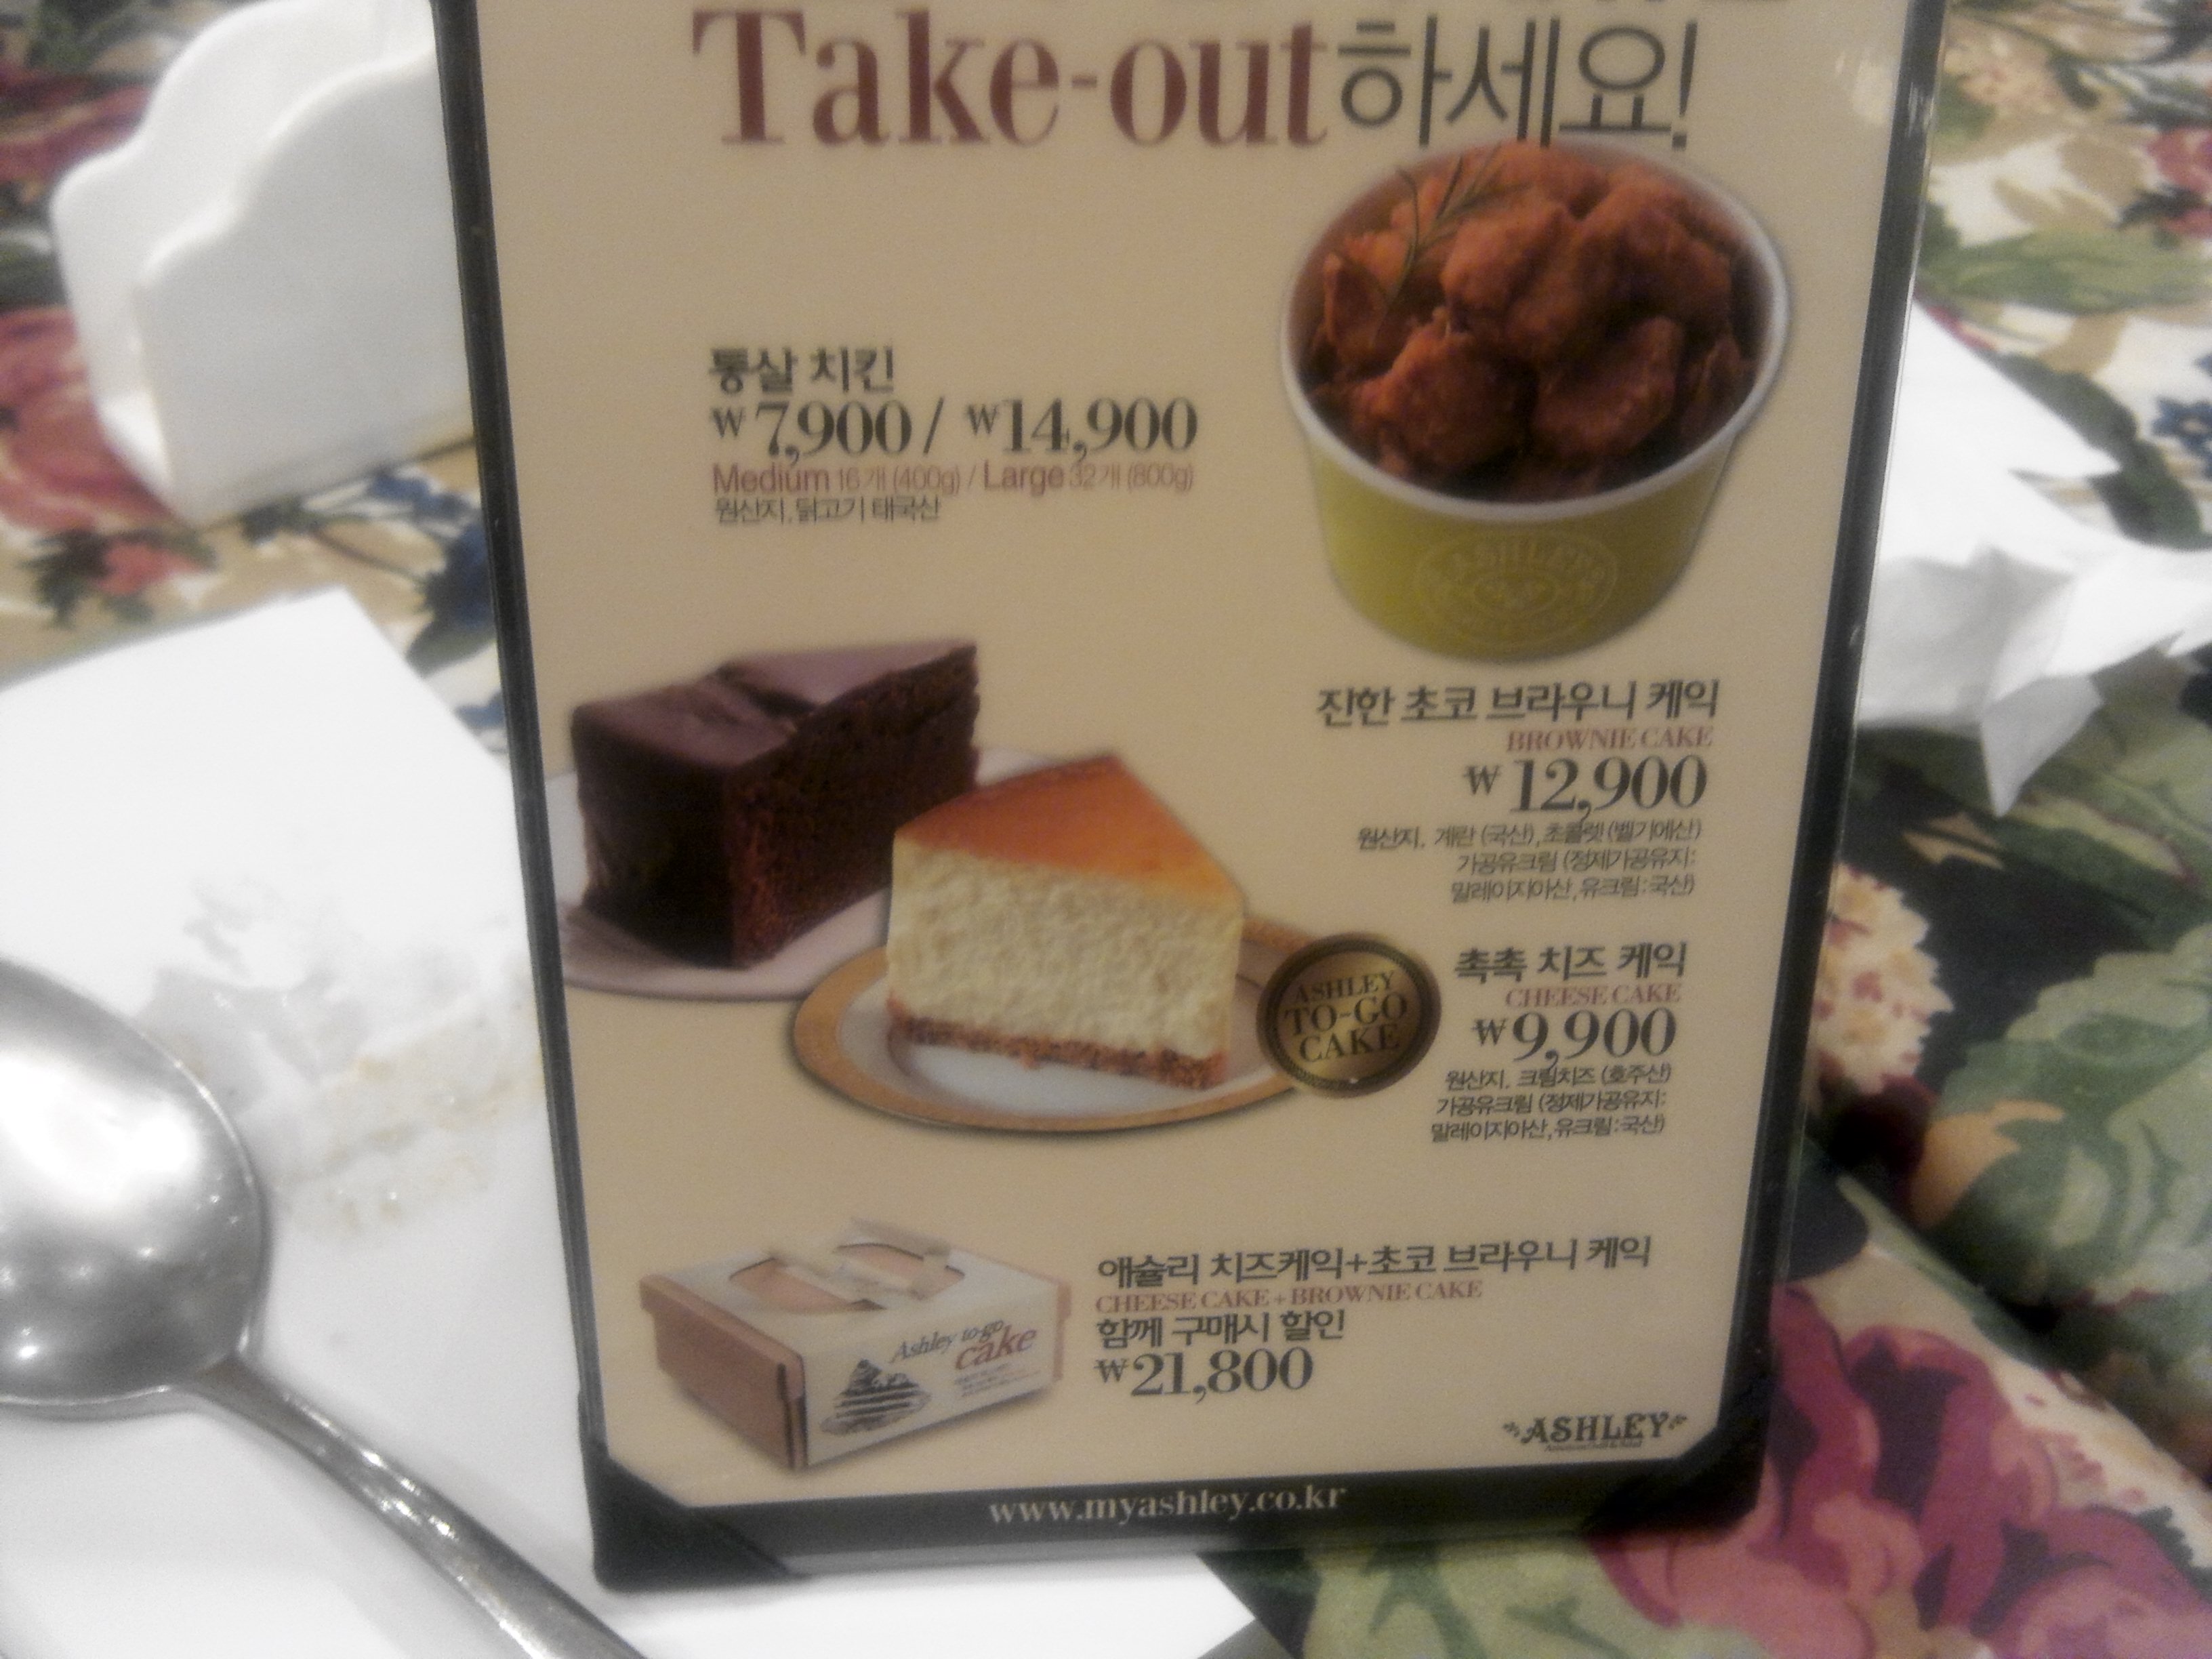 Take-out하세요!
통살 치킨
₩7,900 / ₩14,900
Medium 16개 (400g) / Large 32개 (800g)
원산지. 닭고기 태국산
진한 초코 브라우니 케익
BROWNIE CAKE
₩12,900
원산지. 계란 (국산), 초콜렛 (벨기에산)
가공유크림 (정제가공유지:
말레이지아산, 유크림:국산)
ASHLEY
TO-GO
CAKE
촉촉 치즈 케익
CHEESE CAKE
₩9,900
원산지. 크림치즈 (호주산)
가공유크림 (정제가공유지:
말레이지아산, 유크림:국산)
Ashley to-go
cake
애슐리 치즈케익+초코 브라우니 케익
CHEESE CAKE + BROWNIE CAKE
함께 구매시 할인
₩21,800
ASHLEY
www.myashley.co.kr